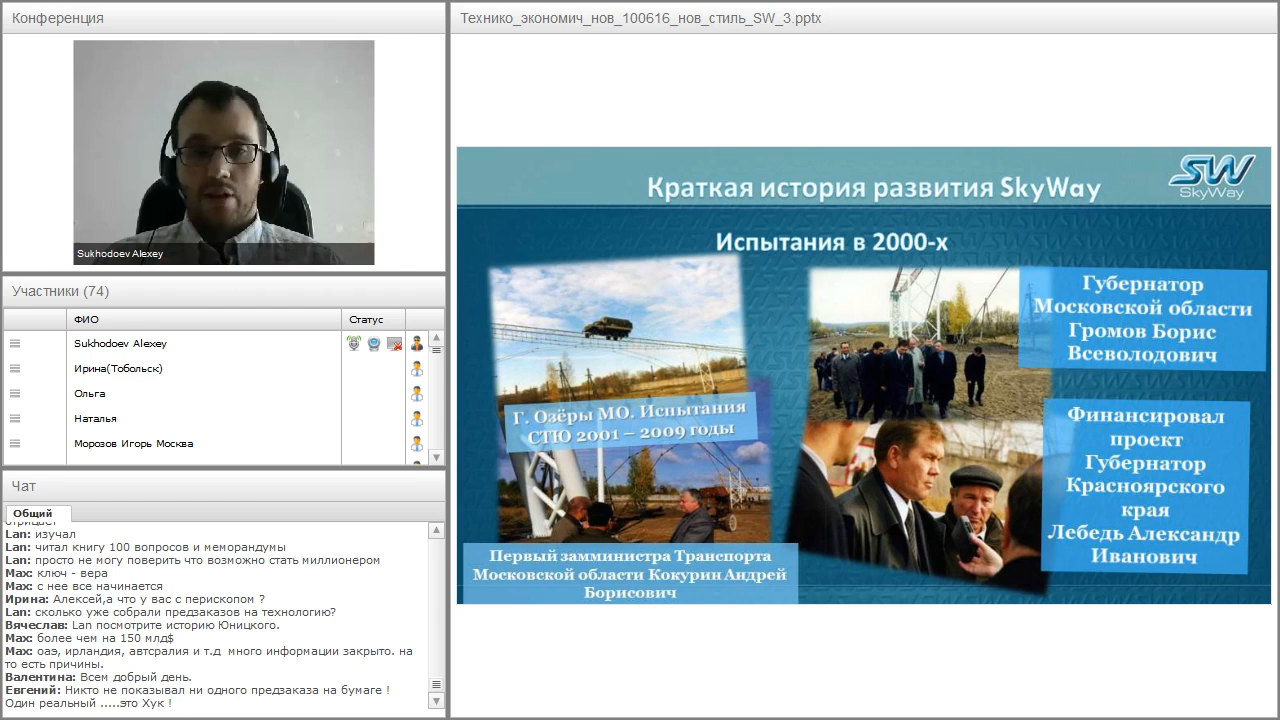 Конференция
Sukhodoev Alexey
Участники (74)
ФИО
Статус
Sukhodoev Alexey
Ирина(Тобольск)
Ольга
Наталья
Морозов Игорь Москва
Чат
Общий
отрицает
Lan: изучал
Lan: читал книгу 100 вопросов и меморандумы
Lan: просто не могу поверить что возможно стать миллионером
Max: ключ - вера
Max: с нее все начинается
Ирина: Алексей,а что у вас с перископом ?
Lan: сколько уже собрали предзаказов на технологию?
Вячеслав: Lan посмотрите историю Юницкого.
Max: более чем на 150 млд$
Max: оаэ, ирландия, автсралия и т.д много информации закрыто. на
то есть причины.
Валентина: Всем добрый день.
Евгений: Никто не показывал ни одного предзаказа на бумаге !
Один реальный .....это Хук !
Технико_экономич_нов_100616_нов_стиль_SW_3.pptx
Краткая история развития SkyWay
SW
SkyWay
Испытания в 2000-х
Г. Озёры МО. Испытания
СТЮ 2001 – 2009 годы
Первый замминистра Транспорта
Московской области Кокурин Андрей
Борисович
Губернатор
Московской области
Громов Борис
Всеволодович
Финансировал
проект
Губернатор
Красноярского
края
Лебедь Александр
Иванович